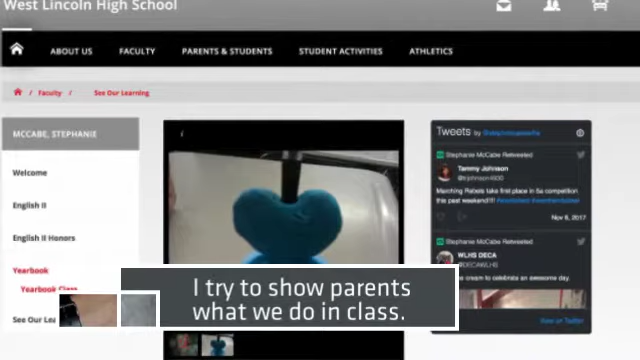 West Lincoln High School
ABOUT US
FACULTY
PARENTS & STUDENTS
STUDENT ACTIVITIES
ATHLETICS
Faculty /
See Our Learning
MCCABE, STEPHANIE
Welcome
English II
English II Honors
Yearbook
Yearbook Class
See Our Lea
i
Tweets by
Stephanie McCabe Retweeted
Tammy Johnson
Marching Rebels take first place in 5a competition
this past weekend!!!!
Nov 6, 2017
Stephanie McCabe Retweeted
WLHS DECA
@DECAWLHS
cream to celebrate an awesome day.
View on Twitter
I try to show parents
what we do in class.